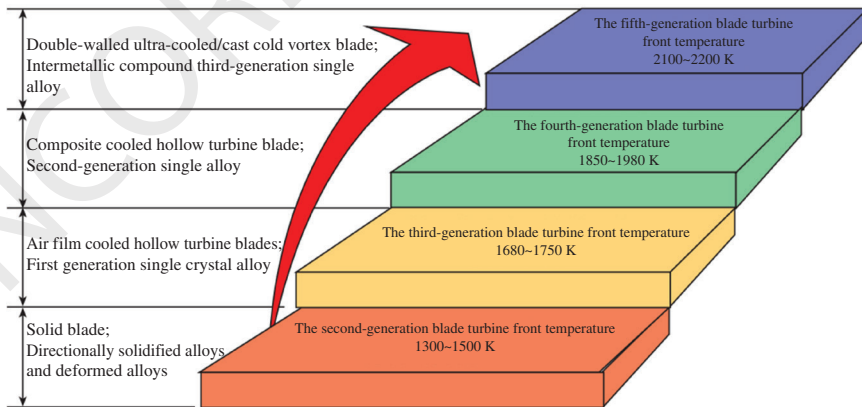 Double-walled ultra-cooled/cast cold vortex blade;
Intermetallic compound third-generation single
alloy
The fifth-generation blade turbine
front temperature
2100~2200 K
Composite cooled hollow turbine blade;
Second-generation single alloy
The fourth-generation blade turbine
front temperature
1850~1980 K
Air film cooled hollow turbine blades;
First generation single crystal alloy
The third-generation blade turbine front temperature
1680~1750 K
Solid blade;
Directionally solidified alloys
and deformed alloys
The second-generation blade turbine front temperature
1300~1500 K
NCOR